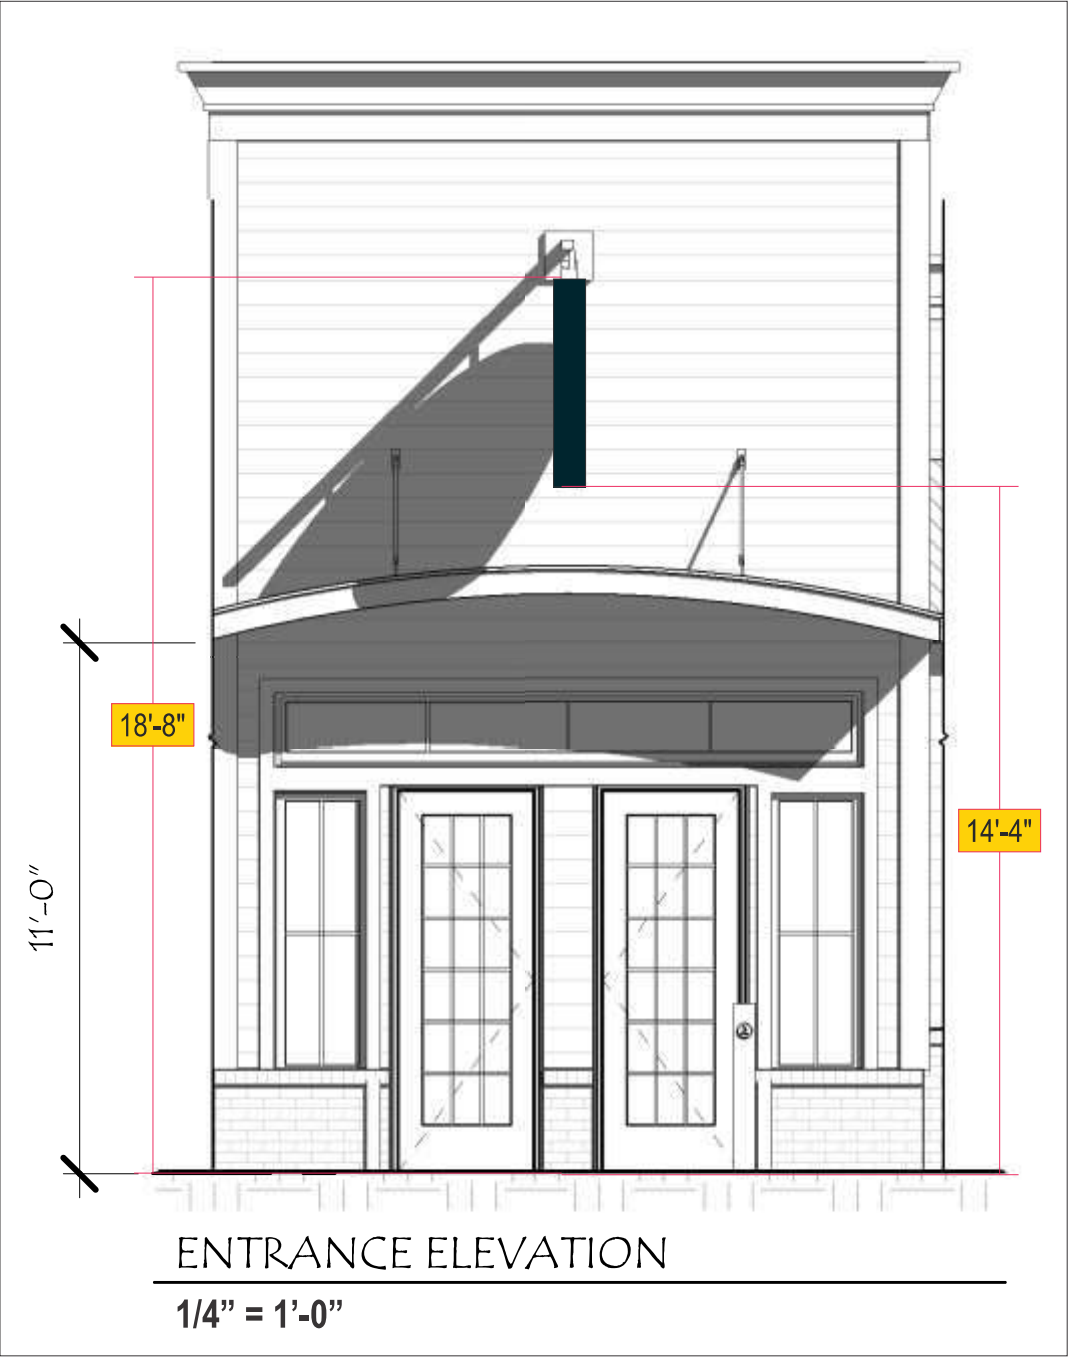 18'-8"
14'-4"
11'-0"
ENTRANCE ELEVATION
1/4” = 1’-0”